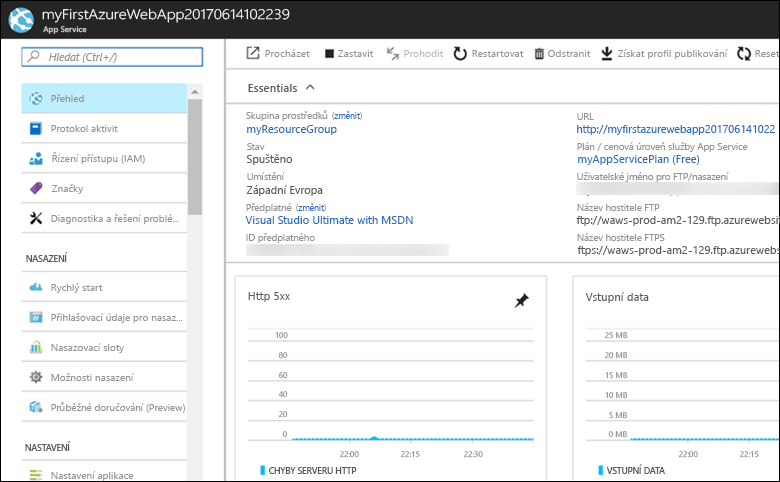 myFirstAzureWebApp20170614102239
App Service
Hledat (Ctrl+/)
Přehled
Protokol aktivit
Řízení přístupu (IAM)
Značky
Diagnostika a řešení problé...
NASAZENÍ
Rychlý start
Přihlašovací údaje pro nasaz...
Nasazovací sloty
Možnosti nasazení
Průběžné doručování (Preview)
NASTAVENÍ
Nastavení aplikace
Procházet Zastavit Prohodit Restartovat Odstranit Získat profil publikování Reset
Essentials
Skupina prostředků (změnit)
myResourceGroup
Stav
Spuštěno
Umístění
Západní Evropa
Předplatné (změnit)
Visual Studio Ultimate with MSDN
ID předplatného
URL
http://myfirstazurewebapp201706141022
Plán / cenová úroveň služby App Service
myAppServicePlan (Free)
Uživatelské jméno pro FTP/nasazení
Název hostitele FTP
ftp://waws-prod-am2-129.ftp.azurewebsi
Název hostitele FTPS
ftps://waws-prod-am2-129.ftp.azurewebs
Http 5xx
100
80
60
40
20
0
22:00 22:15 22:30
CHYBY SERVERU HTTP
Vstupní data
25 MB
20 MB
15 MB
10 MB
5 MB
0 MB
22:00 22:15
VSTUPNÍ DATA